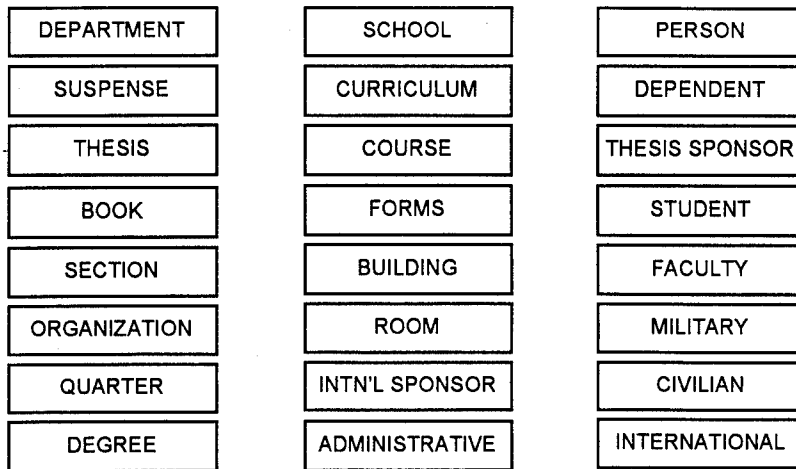 DEPARTMENT
SCHOOL
PERSON
SUSPENSE
CURRICULUM
DEPENDENT
THESIS
COURSE
THESIS SPONSOR
BOOK
FORMS
STUDENT
SECTION
BUILDING
FACULTY
ORGANIZATION
ROOM
MILITARY
QUARTER
INTN'L SPONSOR
CIVILIAN
DEGREE
ADMINISTRATIVE
INTERNATIONAL